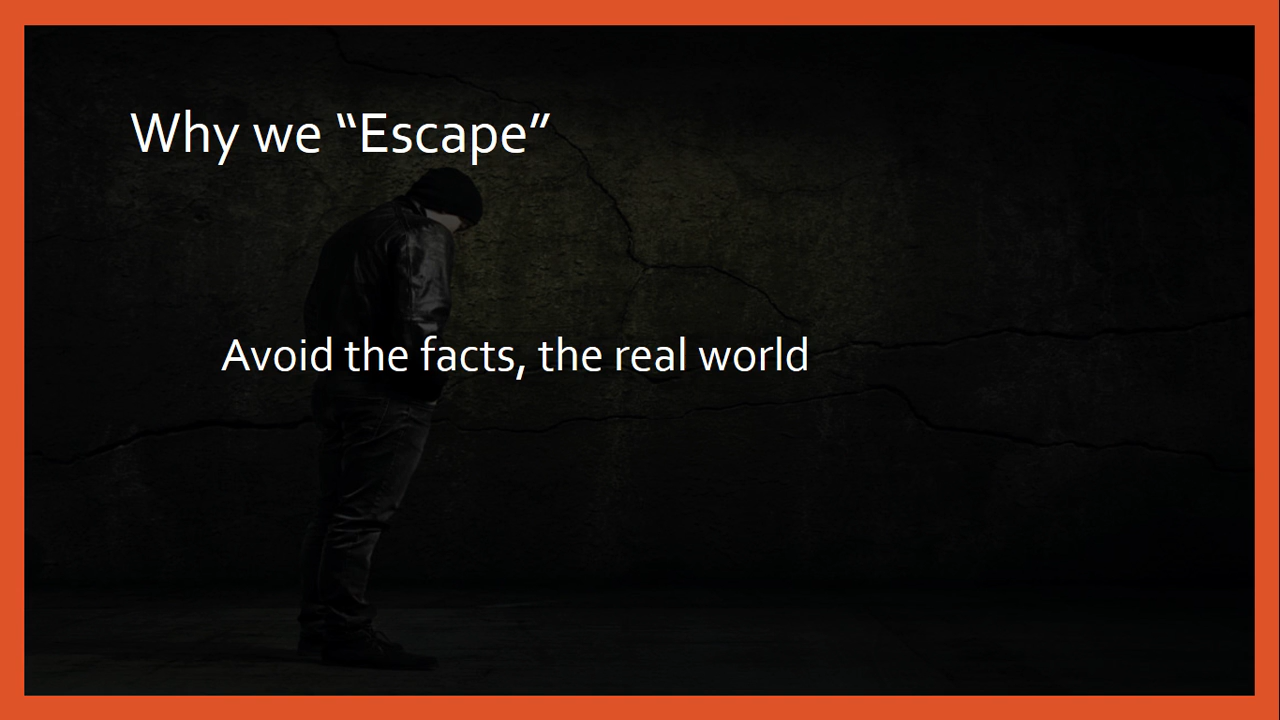 Why we “Escape”
Avoid the facts, the real world